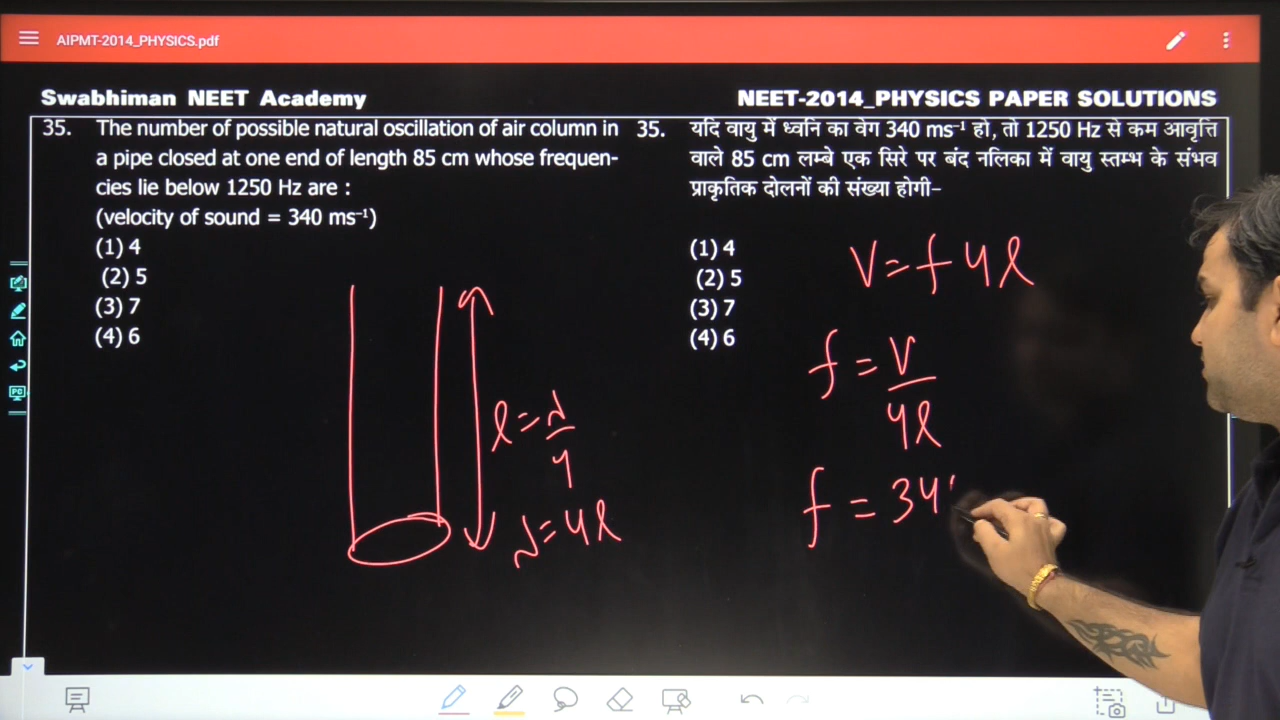 AIPMT-2014_PHYSICS.pdf
Swabhiman NEET Academy
NEET-2014_PHYSICS PAPER SOLUTIONS
35. The number of possible natural oscillation of air column in
a pipe closed at one end of length 85 cm whose frequen-
cies lie below 1250 Hz are :
(velocity of sound = 340 ms⁻¹)
(1) 4
(2) 5
(3) 7
(4) 6
35. यदि वायु में ध्वनि का वेग 340 ms⁻¹ हो, तो 1250 Hz से कम आवृत्ति
वाले 85 cm लम्बे एक सिरे पर बंद नलिका में वायु स्तम्भ के संभव
प्राकृतिक दोलनों की संख्या होगी–
(1) 4
(2) 5
(3) 7
(4) 6
l = λ/4
λ = 4l
V = f 4l
f = V/4l
f = 34
PC